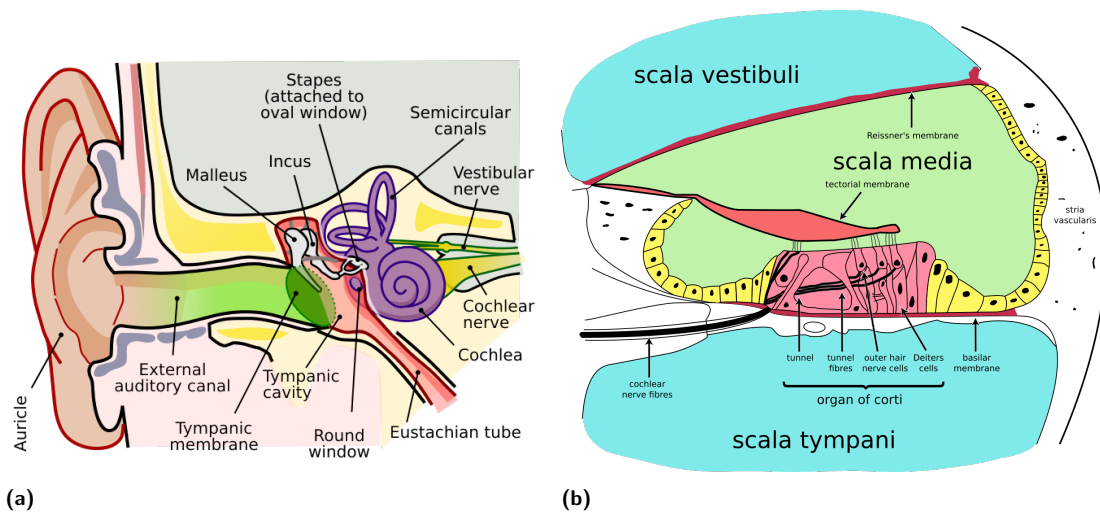 Stapes
(attached to
oval window)
Semicircular
canals
Incus
Malleus
Vestibular
nerve
Cochlear
nerve
Cochlea
External
auditory canal
Tympanic
cavity
Auricle
Tympanic
membrane
Round
window
Eustachian tube
(a)
scala vestibuli
Reissner's membrane
scala media
tectorial membrane
stria
vascularis
tunnel
tunnel
fibres
outer hair
nerve cells
Deiters
cells
basilar
membrane
cochlear
nerve fibres
organ of corti
scala tympani
(b)